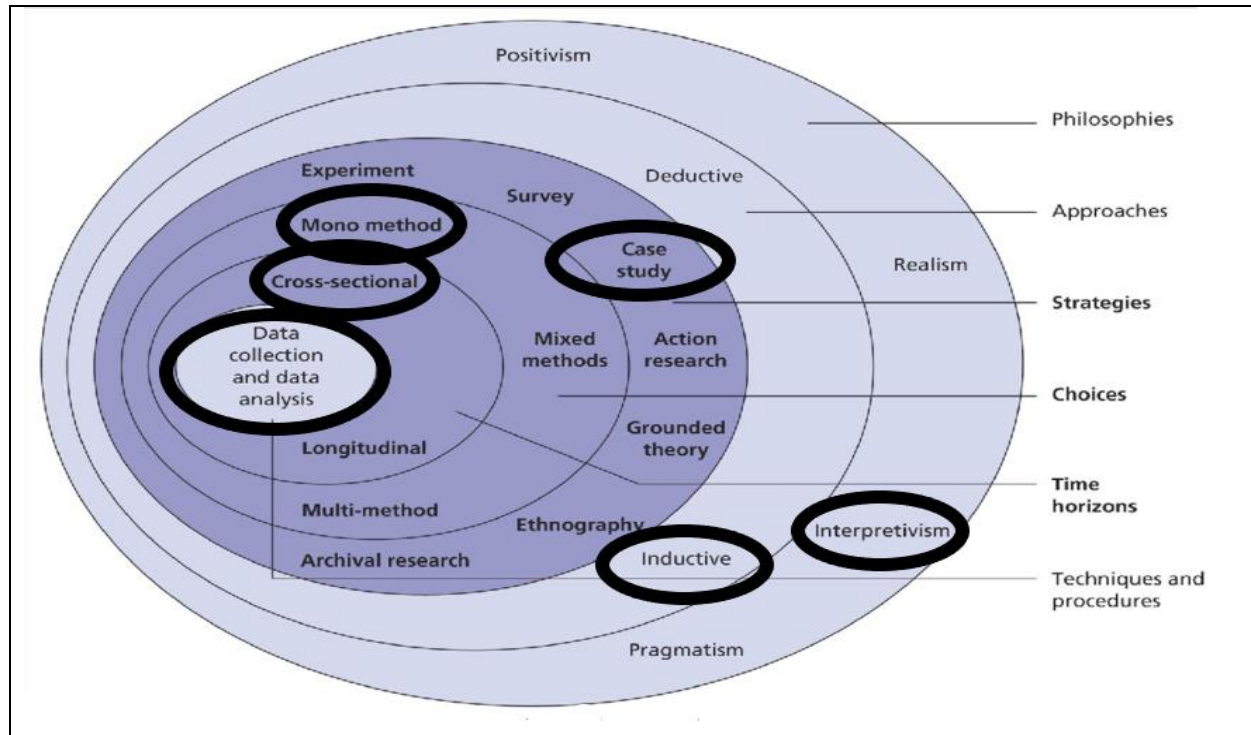 Positivism
Philosophies
Experiment
Deductive
Survey
Approaches
Mono method
Case
study
Realism
Cross-sectional
Strategies
Data
collection
and data
analysis
Mixed
methods
Action
research
Choices
Longitudinal
Grounded
theory
Time
horizons
Multi-method
Ethnography
Interpretivism
Archival research
Inductive
Techniques and
procedures
Pragmatism